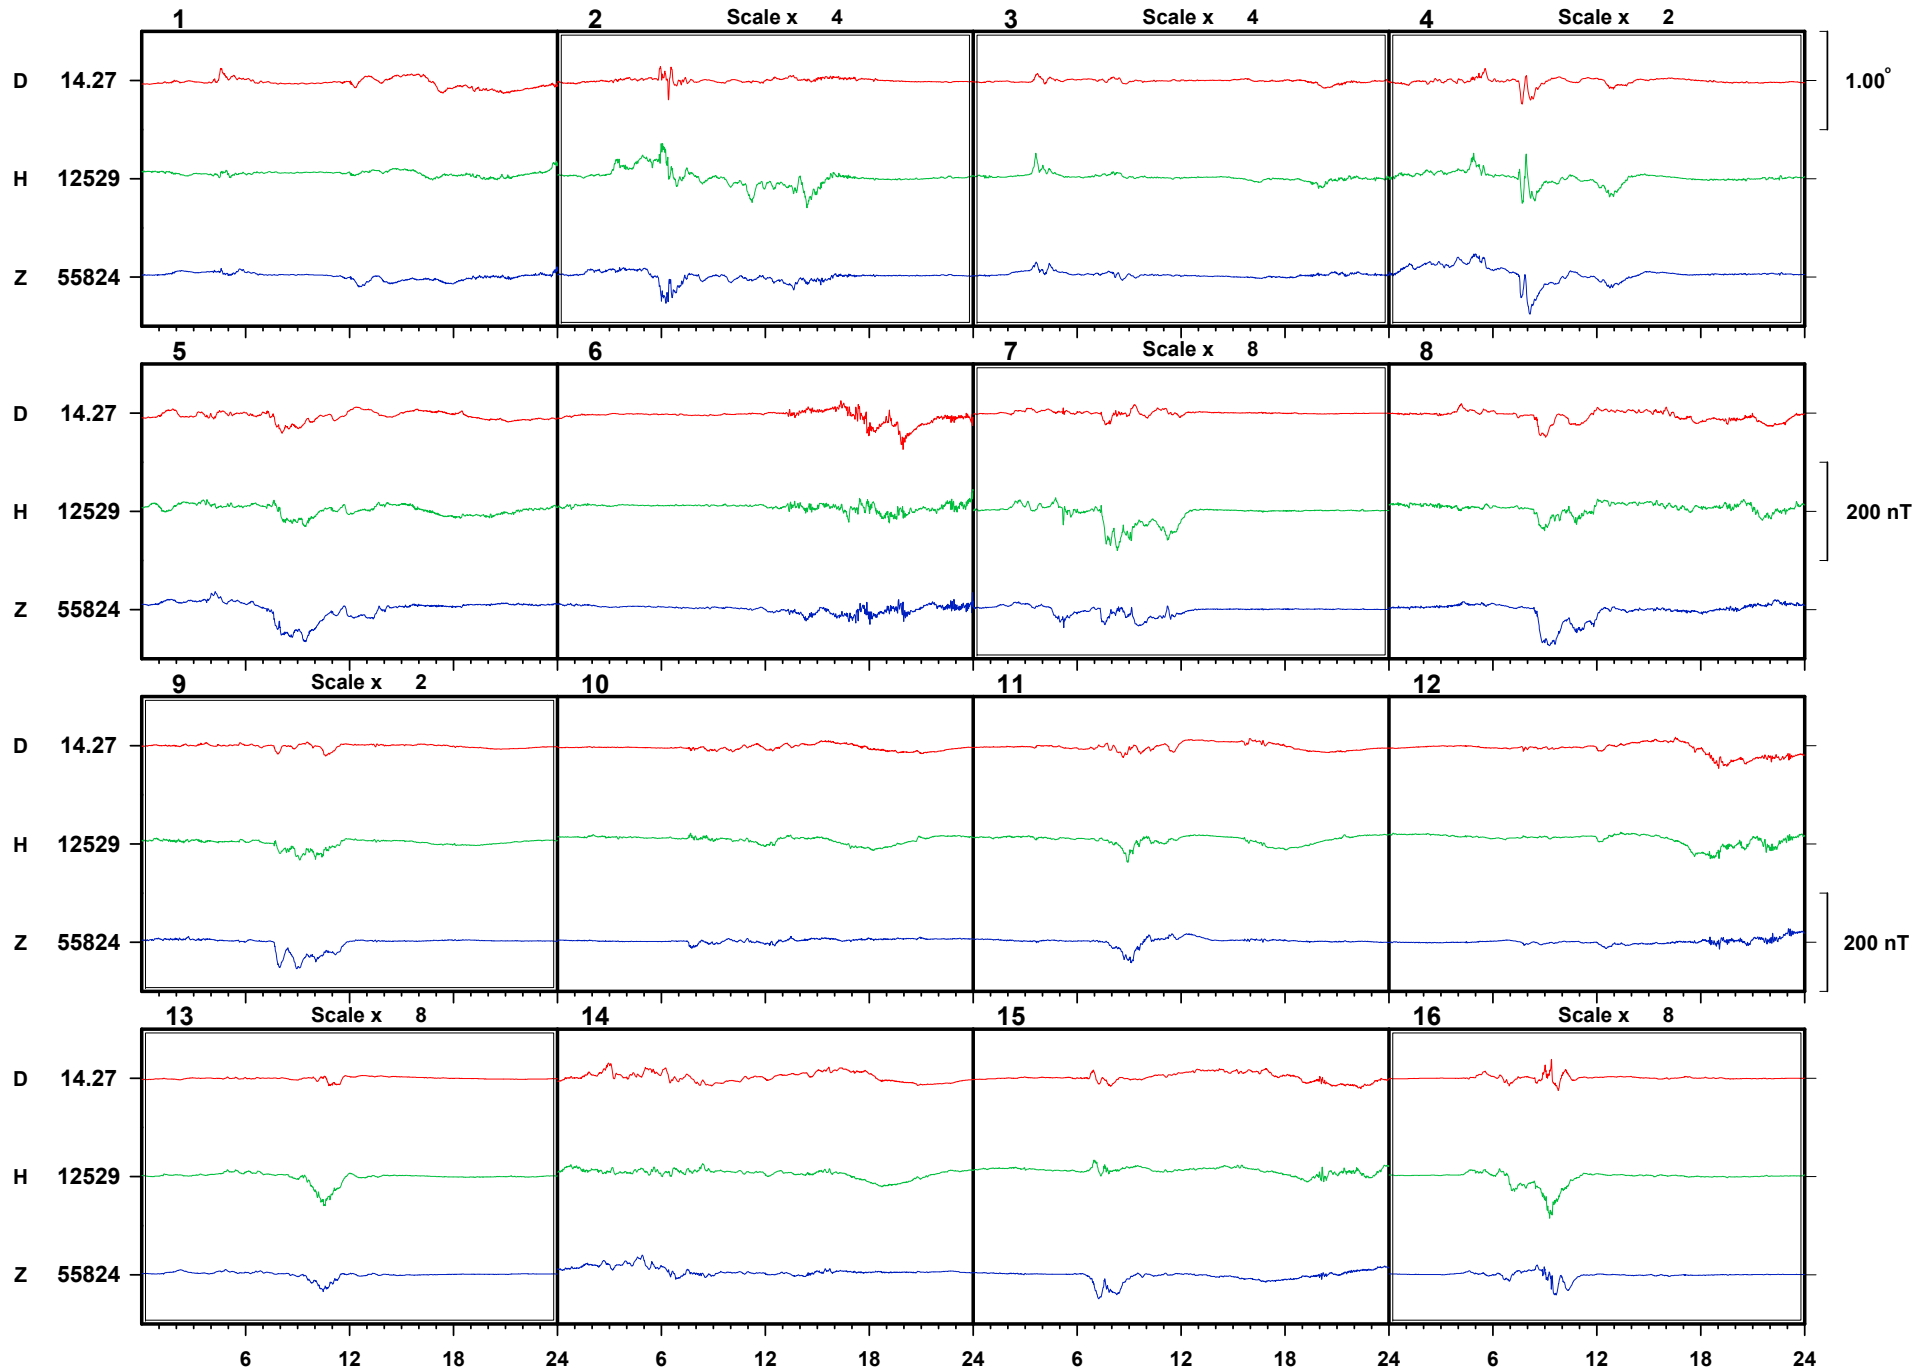 1 2 Scale x 4 3 Scale x 4 4 Scale x 2
D 14.27 1.00°
H 12529
Z 55824
5 6 7 Scale x 8 8
D 14.27
H 12529 200 nT
Z 55824
9 Scale x 2 10 11 12
D 14.27
H 12529
Z 55824 200 nT
13 Scale x 8 14 15 16 Scale x 8
D 14.27
H 12529
Z 55824
6 12 18 24 6 12 18 24 6 12 18 24 6 12 18 24